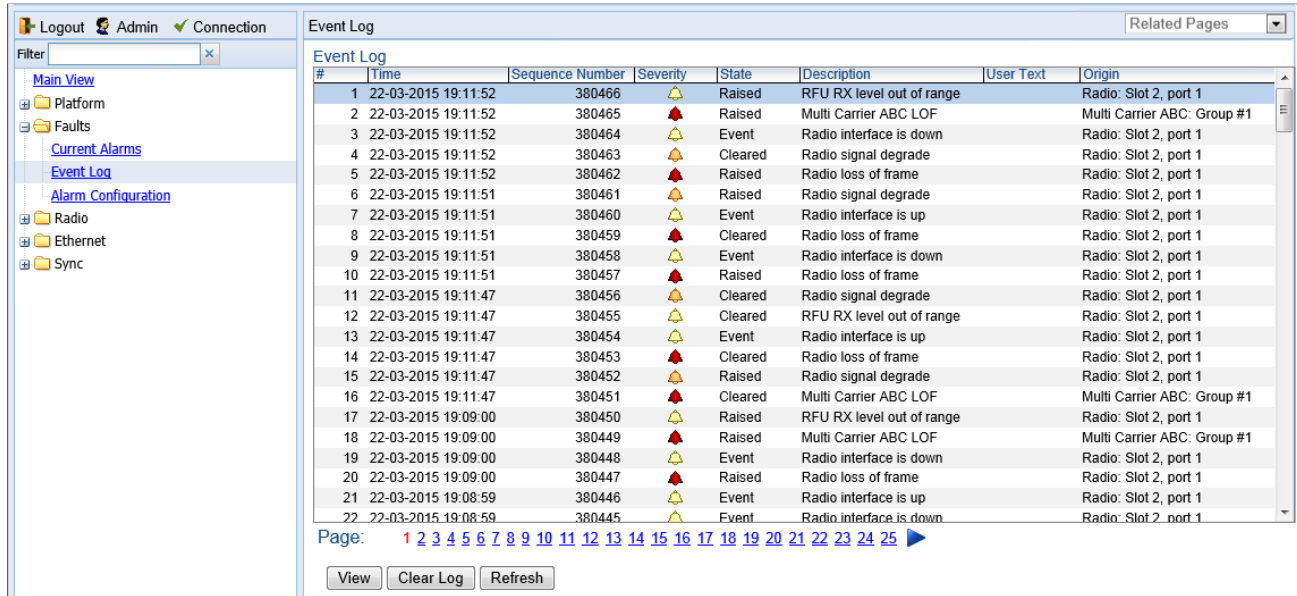 Logout Admin Connection
Filter
Main View
Platform
Faults
Current Alarms
Event Log
Alarm Configuration
Radio
Ethernet
Sync
Event Log
Related Pages
Event Log
# Time Sequence Number Severity State Description User Text Origin
1 22-03-2015 19:11:52 380466 Raised RFU RX level out of range Radio: Slot 2, port 1
2 22-03-2015 19:11:52 380465 Raised Multi Carrier ABC LOF Multi Carrier ABC: Group #1
3 22-03-2015 19:11:52 380464 Event Radio interface is down Radio: Slot 2, port 1
4 22-03-2015 19:11:52 380463 Cleared Radio signal degrade Radio: Slot 2, port 1
5 22-03-2015 19:11:52 380462 Raised Radio loss of frame Radio: Slot 2, port 1
6 22-03-2015 19:11:51 380461 Raised Radio signal degrade Radio: Slot 2, port 1
7 22-03-2015 19:11:51 380460 Event Radio interface is up Radio: Slot 2, port 1
8 22-03-2015 19:11:51 380459 Cleared Radio loss of frame Radio: Slot 2, port 1
9 22-03-2015 19:11:51 380458 Event Radio interface is down Radio: Slot 2, port 1
10 22-03-2015 19:11:51 380457 Raised Radio loss of frame Radio: Slot 2, port 1
11 22-03-2015 19:11:47 380456 Cleared Radio signal degrade Radio: Slot 2, port 1
12 22-03-2015 19:11:47 380455 Cleared RFU RX level out of range Radio: Slot 2, port 1
13 22-03-2015 19:11:47 380454 Event Radio interface is up Radio: Slot 2, port 1
14 22-03-2015 19:11:47 380453 Cleared Radio loss of frame Radio: Slot 2, port 1
15 22-03-2015 19:11:47 380452 Raised Radio signal degrade Radio: Slot 2, port 1
16 22-03-2015 19:11:47 380451 Cleared Multi Carrier ABC LOF Multi Carrier ABC: Group #1
17 22-03-2015 19:09:00 380450 Raised RFU RX level out of range Radio: Slot 2, port 1
18 22-03-2015 19:09:00 380449 Raised Multi Carrier ABC LOF Multi Carrier ABC: Group #1
19 22-03-2015 19:09:00 380448 Event Radio interface is down Radio: Slot 2, port 1
20 22-03-2015 19:09:00 380447 Raised Radio loss of frame Radio: Slot 2, port 1
21 22-03-2015 19:08:59 380446 Event Radio interface is up Radio: Slot 2, port 1
22 22-03-2015 19:08:59 380445 Event Radio interface is down Radio: Slot 2, port 1
Page: 1 2 3 4 5 6 7 8 9 10 11 12 13 14 15 16 17 18 19 20 21 22 23 24 25
View Clear Log Refresh